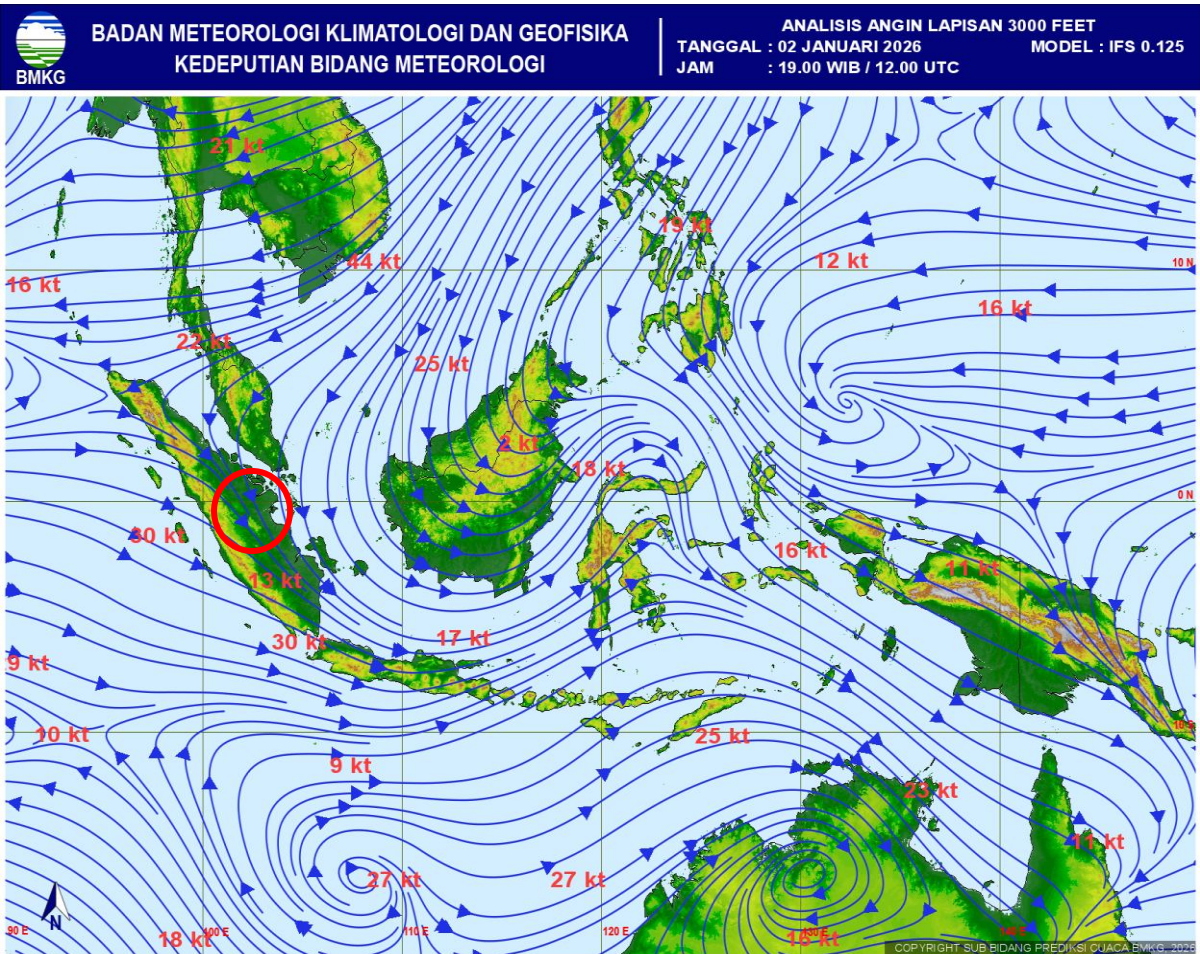 BADAN METEOROLOGI KLIMATOLOGI DAN GEOFISIKA
KEDEPUTIAN BIDANG METEOROLOGI
BMKG
ANALISIS ANGIN LAPISAN 3000 FEET
TANGGAL : 02 JANUARI 2026 MODEL : IFS 0.125
JAM : 19.00 WIB / 12.00 UTC
21 kt
19 kt
44 kt
12 kt
10 N
16 kt
16 kt
22 kt
25 kt
2 kt
18 kt
0 N
30 kt
16 kt
11 kt
13 kt
17 kt
30 kt
9 kt
10 S
10 kt
25 kt
9 kt
23 kt
11 kt
27 kt
27 kt
N
90 E
100 E
110 E
120 E
130 E
140 E
18 kt
16 kt
COPYRIGHT SUB BIDANG PREDIKSI CUACA BMKG, 2026